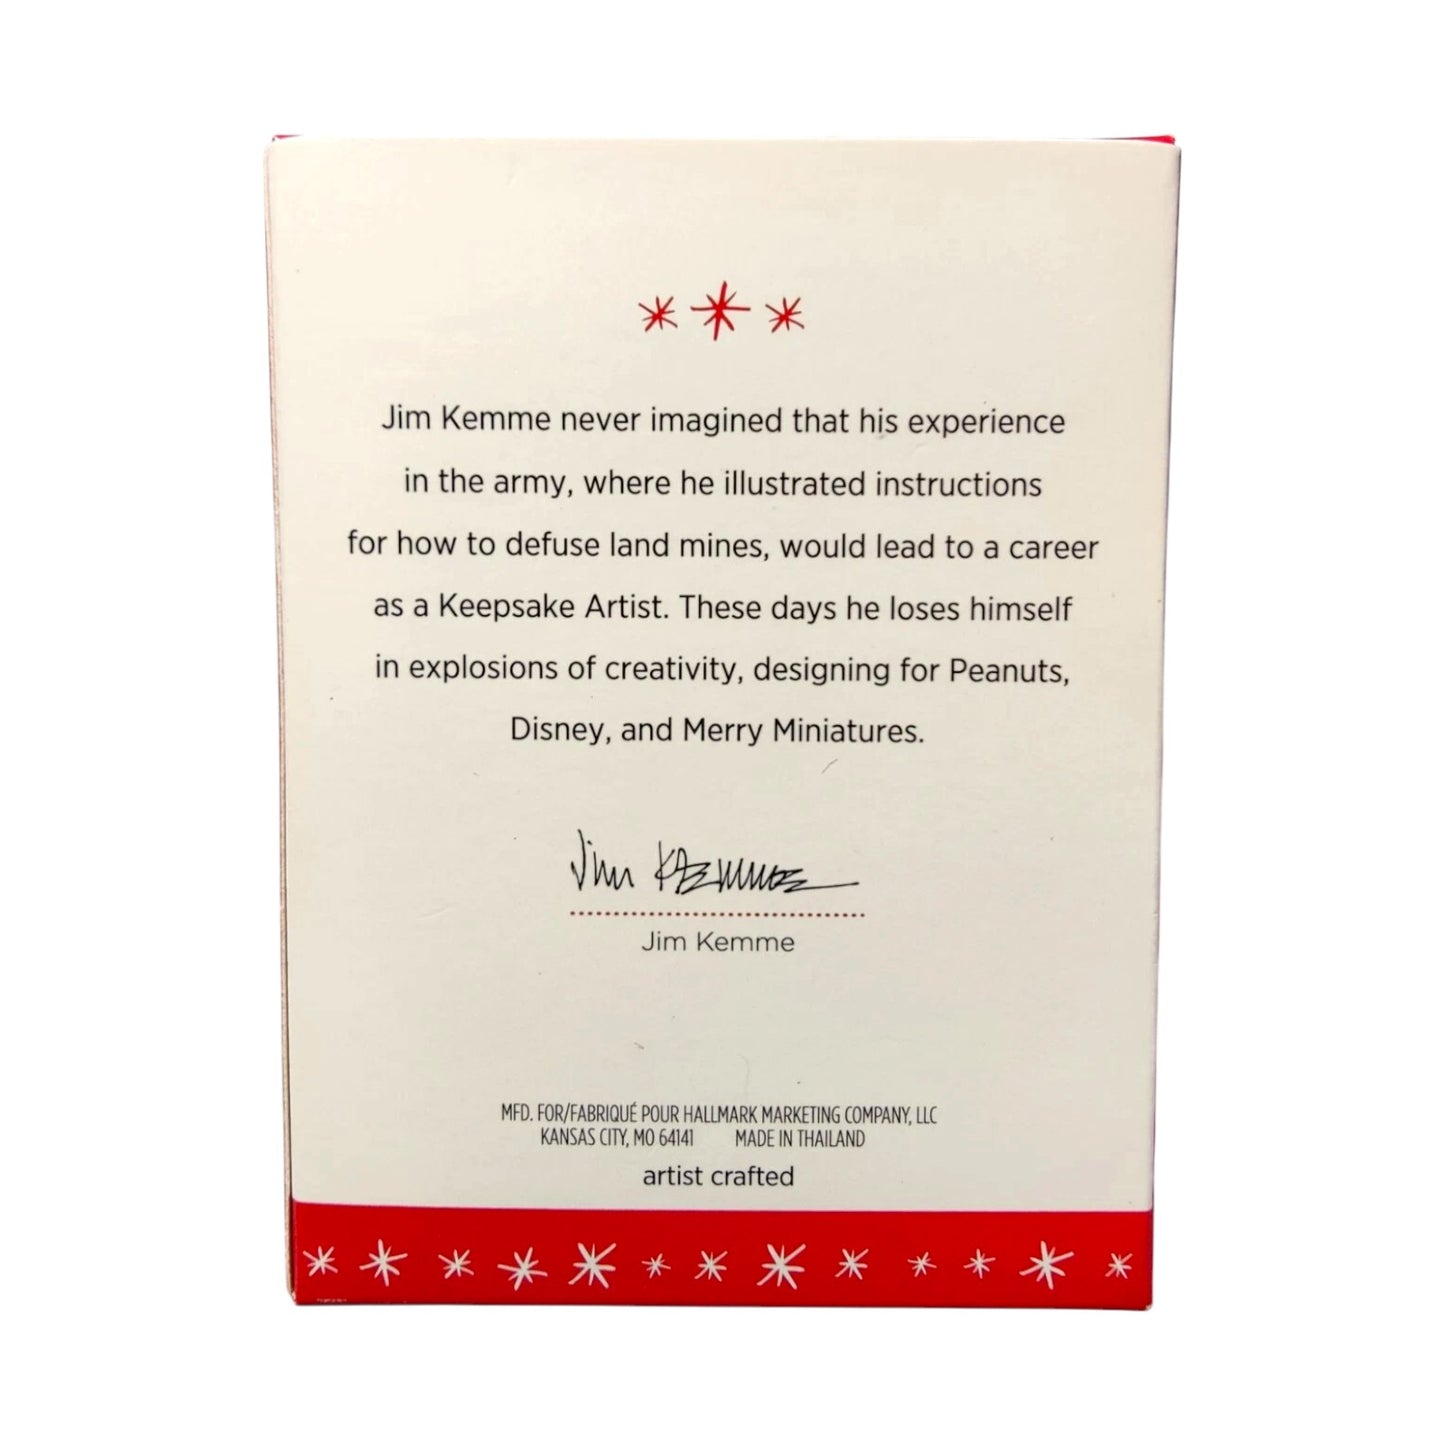 Jim Kemme never imagined that his experience
in the army, where he illustrated instructions
for how to defuse land mines, would lead to a career
as a Keepsake Artist. These days he loses himself
in explosions of creativity, designing for Peanuts,
Disney, and Merry Miniatures.
Jim Kemme
Jim Kemme
MFD. FOR/FABRIQUÉ POUR HALLMARK MARKETING COMPANY, LLC
KANSAS CITY, MO 64141 MADE IN THAILAND
artist crafted